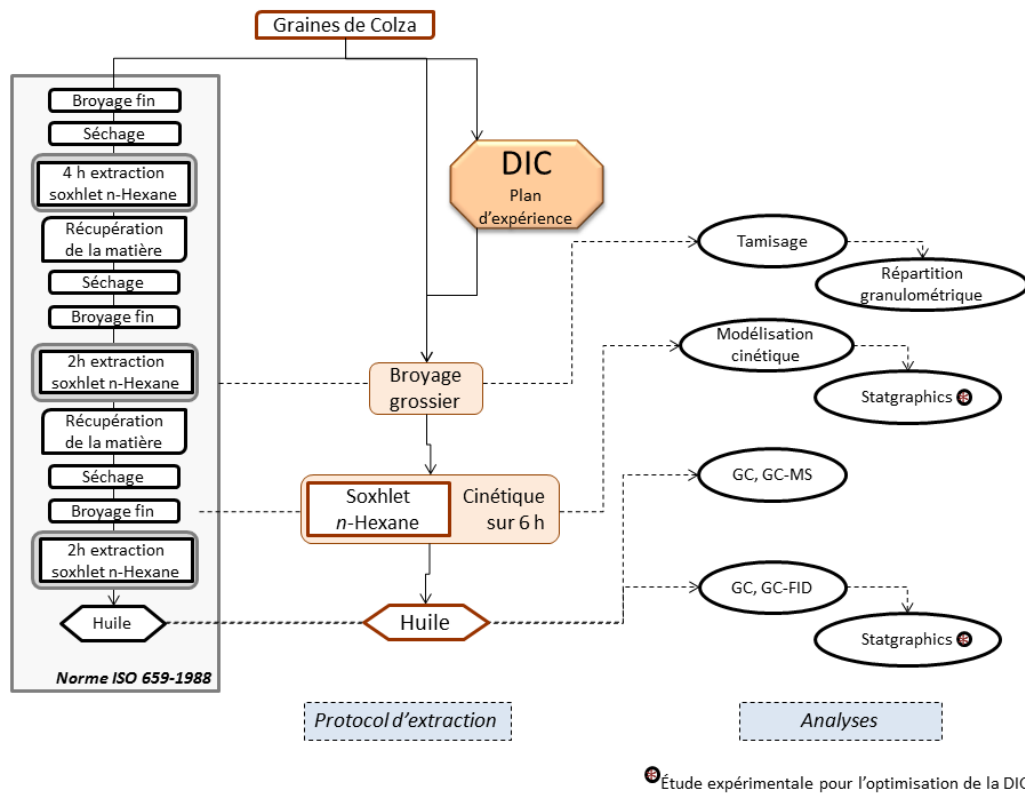 Graines de Colza
Broyage fin
Séchage
4 h extraction
soxhlet n-Hexane
Récupération
de la matière
Séchage
Broyage fin
2h extraction
soxhlet n-Hexane
Récupération
de la matière
Séchage
Broyage fin
2h extraction
soxhlet n-Hexane
Huile
Norme ISO 659-1988
DIC
Plan
d'expérience
Broyage
grossier
Soxhlet
n-Hexane
Cinétique
sur 6 h
Huile
Protocol d'extraction
Tamisage
Répartition
granulométrique
Modélisation
cinétique
Statgraphics
GC, GC-MS
GC, GC-FID
Statgraphics
Analyses
Étude expérimentale pour l'optimisation de la DIC